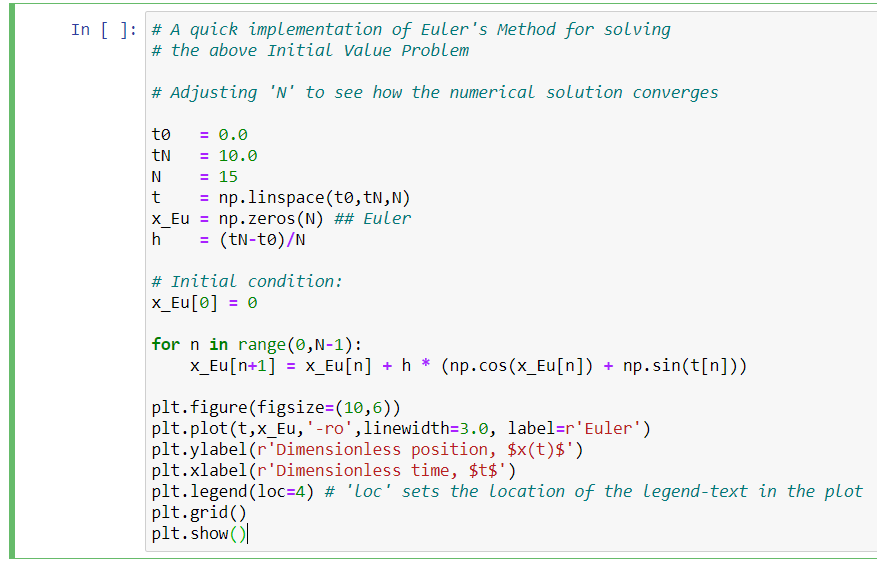 In [ ]: # A quick implementation of Euler's Method for solving
# the above Initial Value Problem
# Adjusting 'N' to see how the numerical solution converges
t0   = 0.0
tN   = 10.0
N    = 15
t    = np.linspace(t0,tN,N)
x_Eu = np.zeros(N) ## Euler
h    = (tN-t0)/N
# Initial condition:
x_Eu[0] = 0
for n in range(0,N-1):
    x_Eu[n+1] = x_Eu[n] + h * (np.cos(x_Eu[n]) + np.sin(t[n]))
plt.figure(figsize=(10,6))
plt.plot(t,x_Eu,'-ro',linewidth=3.0, label=r'Euler')
plt.ylabel(r'Dimensionless position, $x(t)$')
plt.xlabel(r'Dimensionless time, $t$')
plt.legend(loc=4) # 'loc' sets the location of the legend-text in the plot
plt.grid()
plt.show()